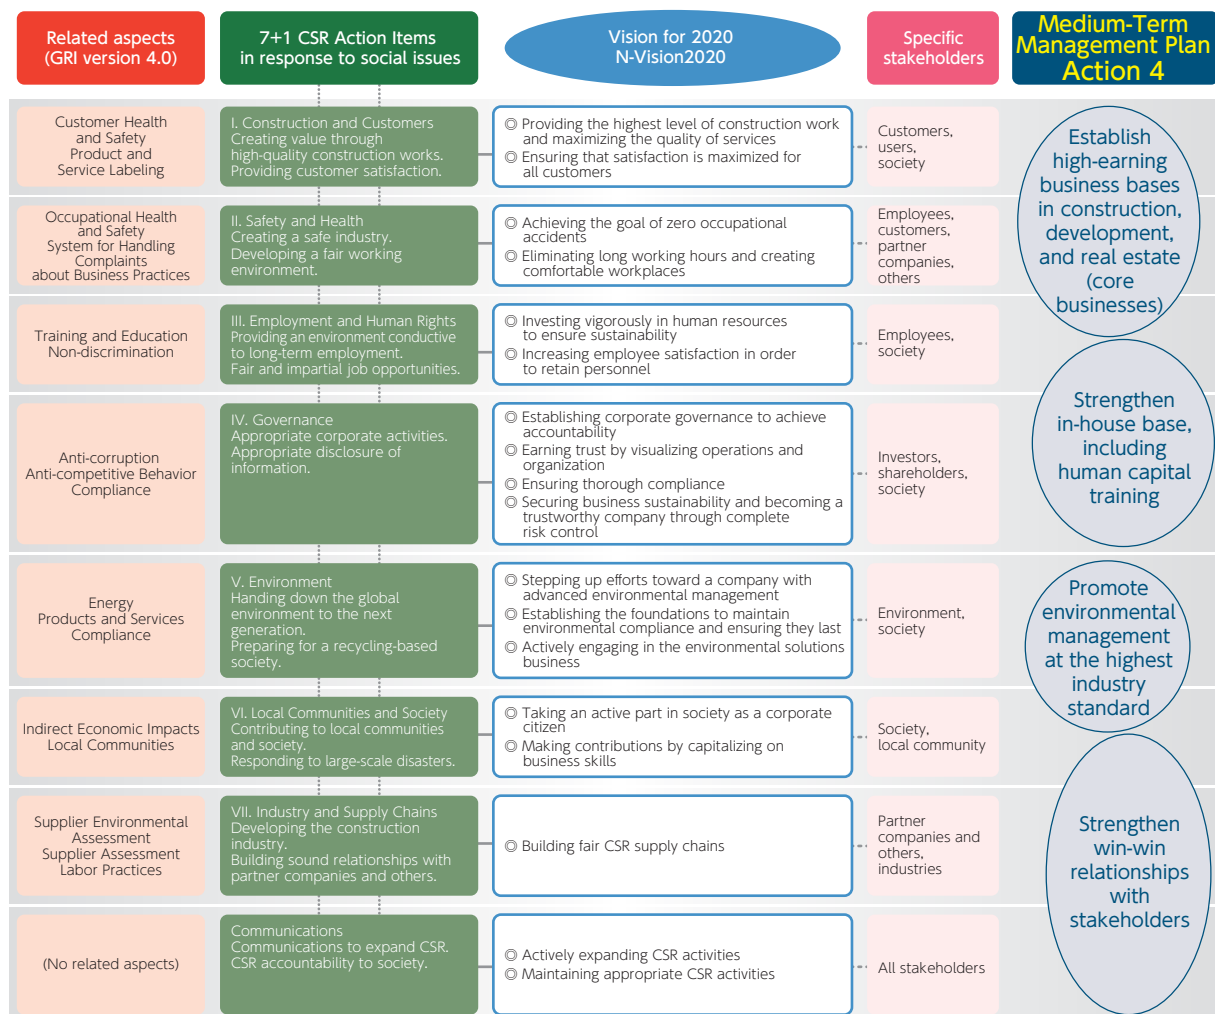 Related aspects
(GRI version 4.0)
7+1 CSR Action Items
in response to social issues
Vision for 2020
N-Vision2020
Specific
stakeholders
Medium-Term
Management Plan
Action 4
Customer Health
and Safety
Product and
Service Labeling
I. Construction and Customers
Creating value through
high-quality construction works.
Providing customer satisfaction.
◎ Providing the highest level of construction work
and maximizing the quality of services
◎ Ensuring that satisfaction is maximized for
all customers
Customers,
users,
society
Occupational Health
and Safety
System for Handling
Complaints
about Business Practices
II. Safety and Health
Creating a safe industry.
Developing a fair working
environment.
◎ Achieving the goal of zero occupational
accidents
◎ Eliminating long working hours and creating
comfortable workplaces
Employees,
customers,
partner
companies,
others
Training and Education
Non-discrimination
III. Employment and Human Rights
Providing an environment conductive
to long-term employment.
Fair and impartial job opportunities.
◎ Investing vigorously in human resources
to ensure sustainability
◎ Increasing employee satisfaction in order
to retain personnel
Employees,
society
Anti-corruption
Anti-competitive Behavior
Compliance
IV. Governance
Appropriate corporate activities.
Appropriate disclosure of
information.
◎ Establishing corporate governance to achieve
accountability
◎ Earning trust by visualizing operations and
organization
◎ Ensuring thorough compliance
◎ Securing business sustainability and becoming a
trustworthy company through complete
risk control
Investors,
shareholders,
society
Energy
Products and Services
Compliance
V. Environment
Handing down the global
environment to the next
generation.
Preparing for a recycling-based
society.
◎ Stepping up efforts toward a company with
advanced environmental management
◎ Establishing the foundations to maintain
environmental compliance and ensuring they last
◎ Actively engaging in the environmental solutions
business
Environment,
society
Indirect Economic Impacts
Local Communities
VI. Local Communities and Society
Contributing to local communities
and society.
Responding to large-scale disasters.
◎ Taking an active part in society as a corporate
citizen
◎ Making contributions by capitalizing on
business skills
Society,
local community
Supplier Environmental
Assessment
Supplier Assessment
Labor Practices
VII. Industry and Supply Chains
Developing the construction
industry.
Building sound relationships with
partner companies and others.
◎ Building fair CSR supply chains
Partner
companies and
others,
industries
(No related aspects)
Communications
Communications to expand CSR.
CSR accountability to society.
◎ Actively expanding CSR activities
◎ Maintaining appropriate CSR activities
All stakeholders
Establish
high-earning
business bases
in construction,
development,
and real estate
(core
businesses)
Strengthen
in-house base,
including
human capital
training
Promote
environmental
management
at the highest
industry
standard
Strengthen
win-win
relationships
with
stakeholders